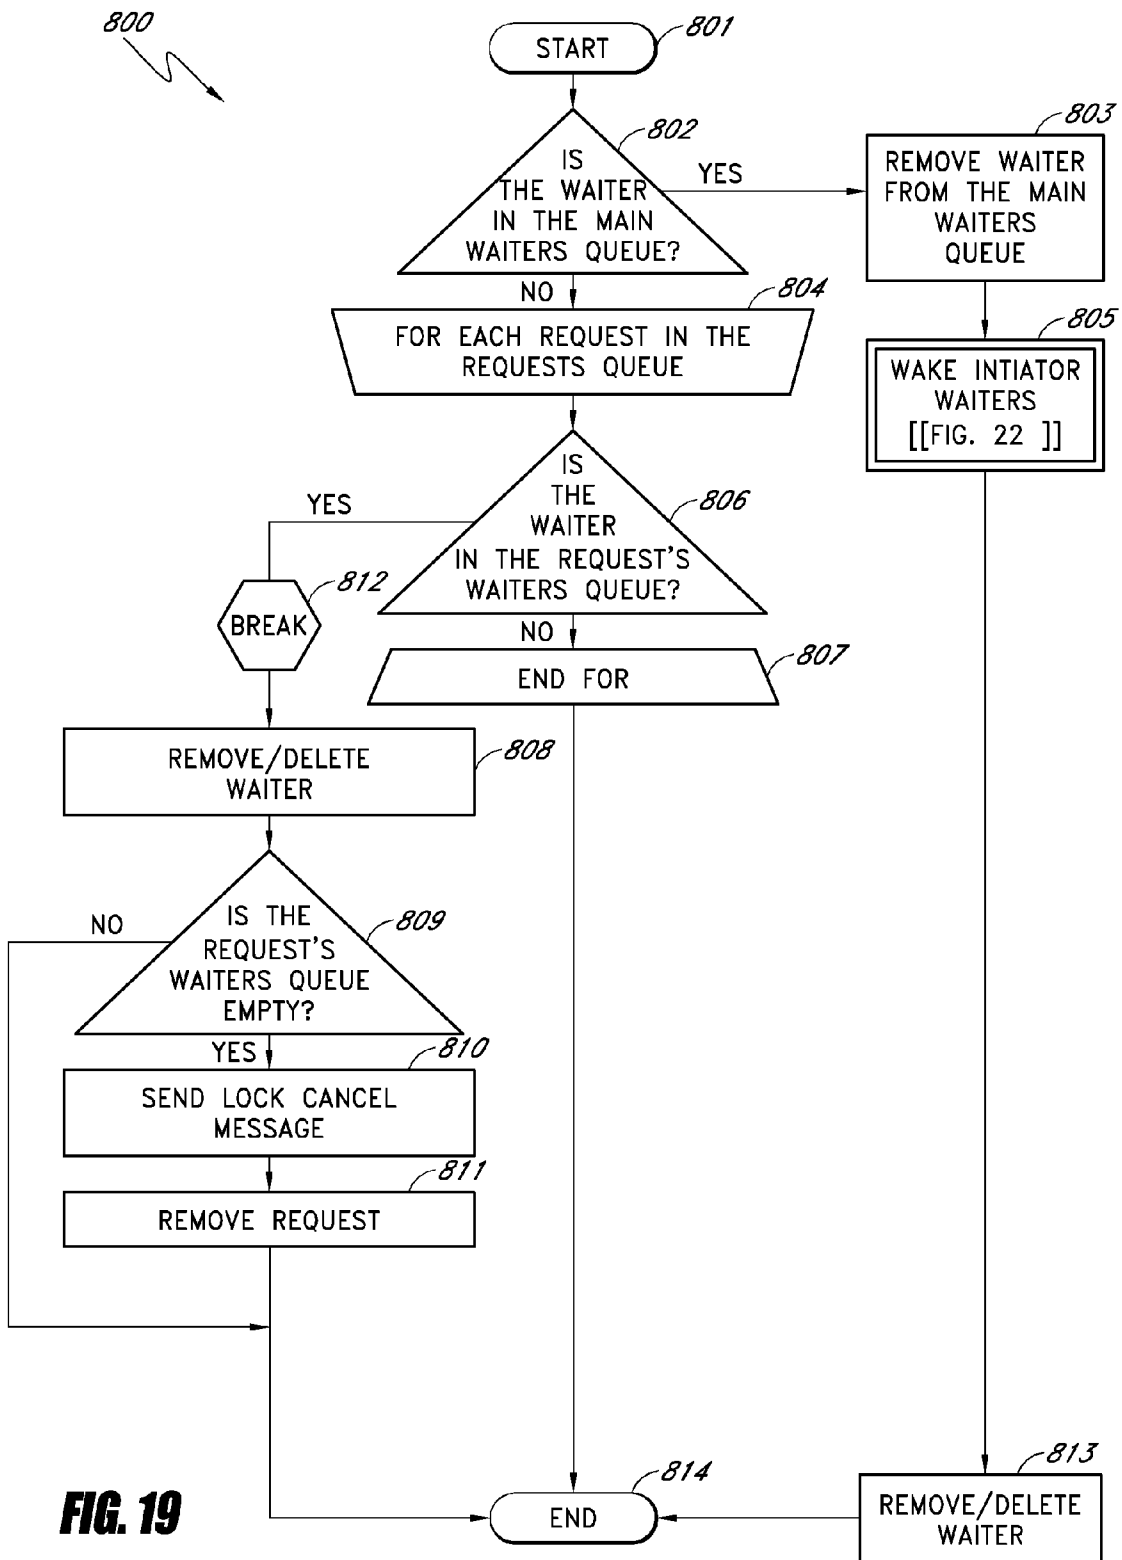 800
START
801
IS
THE WAITER
IN THE MAIN
WAITERS QUEUE?
802
YES
NO
803
REMOVE WAITER
FROM THE MAIN
WAITERS
QUEUE
804
FOR EACH REQUEST IN THE
REQUESTS QUEUE
805
WAKE INTIATOR
WAITERS
[[FIG. 22 ]]
IS
THE
WAITER
IN THE REQUEST'S
WAITERS QUEUE?
806
YES
NO
812
BREAK
END FOR
807
REMOVE/DELETE
WAITER
808
IS THE
REQUEST'S
WAITERS QUEUE
EMPTY?
809
NO
YES
810
SEND LOCK CANCEL
MESSAGE
811
REMOVE REQUEST
813
REMOVE/DELETE
WAITER
814
END
FIG. 19